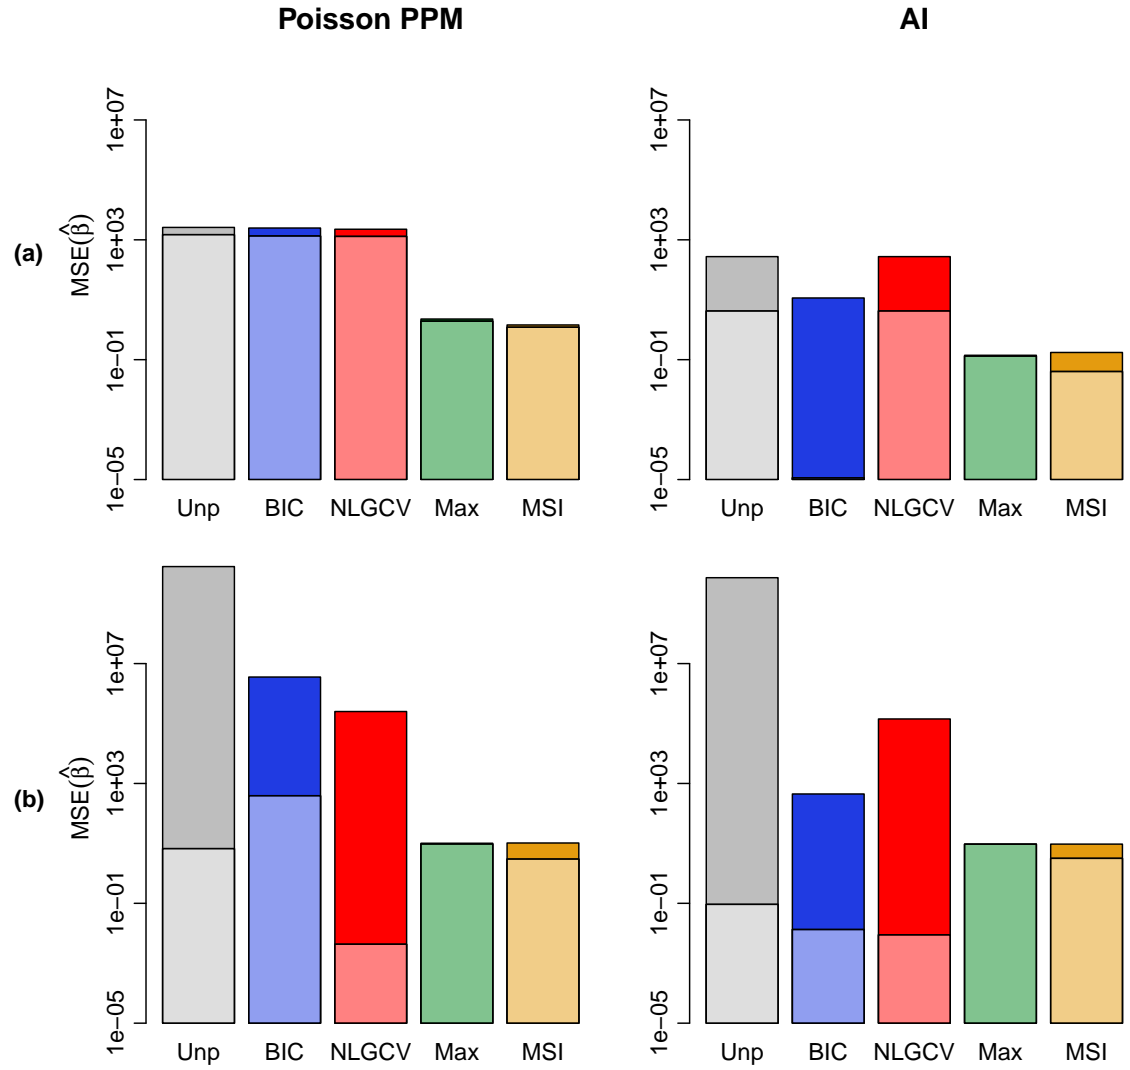 Poisson PPM
AI
(a)
MSE(β̂)
1e+07
1e+03
1e−01
1e−05
Unp BIC NLGCV Max MSI
1e+07
1e+03
1e−01
1e−05
Unp BIC NLGCV Max MSI
(b)
MSE(β̂)
1e+07
1e+03
1e−01
1e−05
Unp BIC NLGCV Max MSI
1e+07
1e+03
1e−01
1e−05
Unp BIC NLGCV Max MSI